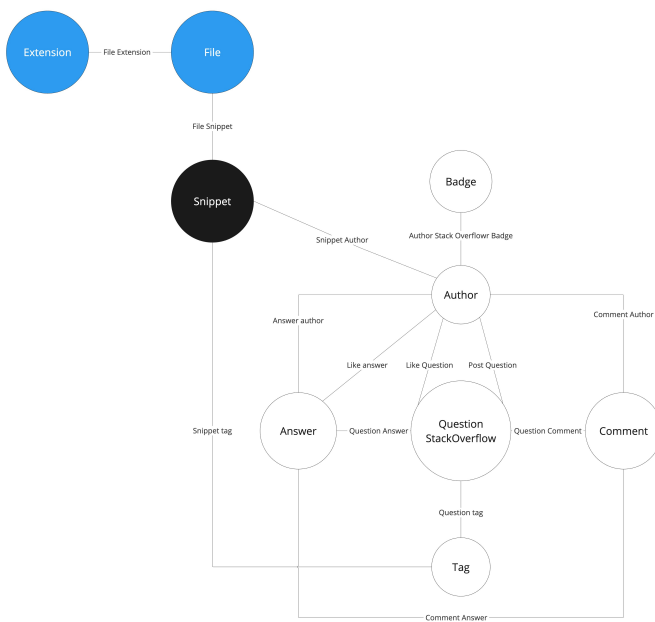 Extension
File Extension
File
File Snippet
Snippet
Badge
Snippet Author
Author Stack Overflowr Badge
Author
Answer author
Comment Author
Like answer
Like Question
Post Question
Snippet tag
Answer
Question Answer
Question
StackOverflow
Question Comment
Comment
Question tag
Tag
Comment Answer